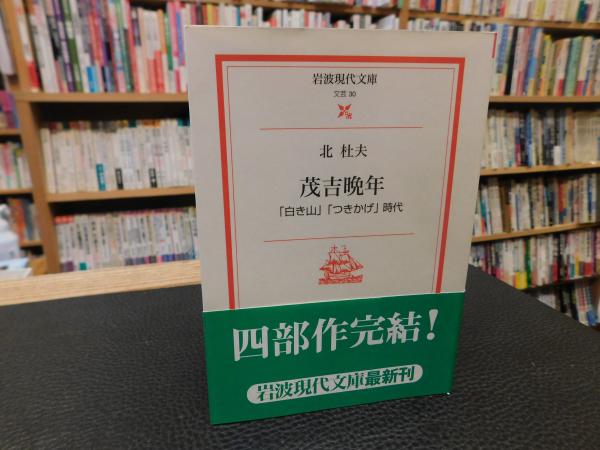 岩波現代文庫
文芸 30
北 杜夫
茂吉晩年
「白き山」「つきかげ」時代
四部作完結!
岩波現代文庫最新刊